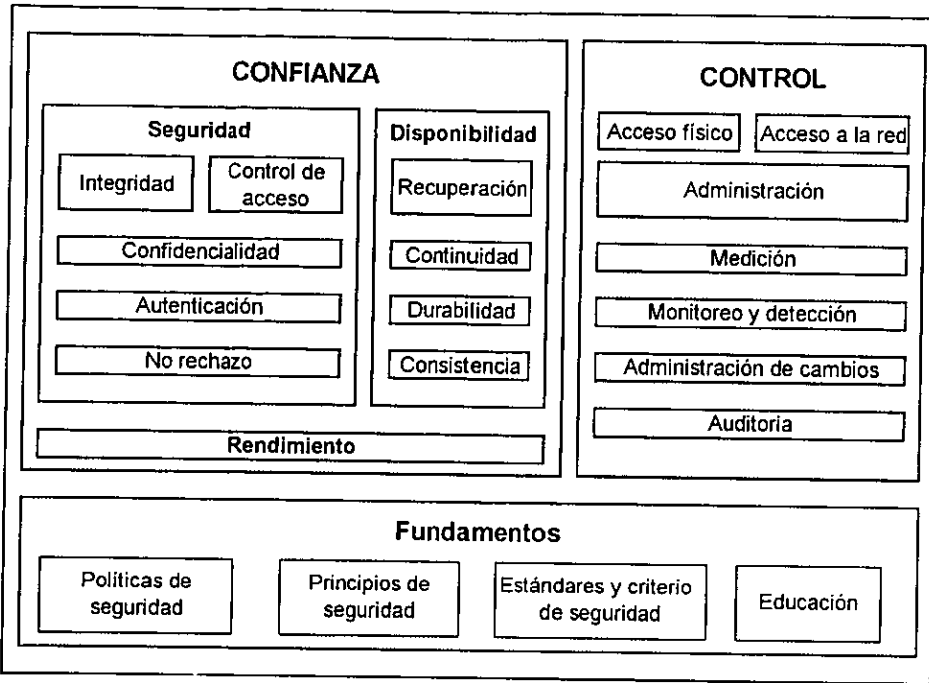 CONFIANZA
Seguridad
Integridad
Control de
acceso
Confidencialidad
Autenticación
No rechazo
Disponibilidad
Recuperación
Continuidad
Durabilidad
Consistencia
Rendimiento
CONTROL
Acceso físico
Acceso a la red
Administración
Medición
Monitoreo y detección
Administración de cambios
Auditoria
Fundamentos
Políticas de
seguridad
Principios de
seguridad
Estándares y criterio
de seguridad
Educación